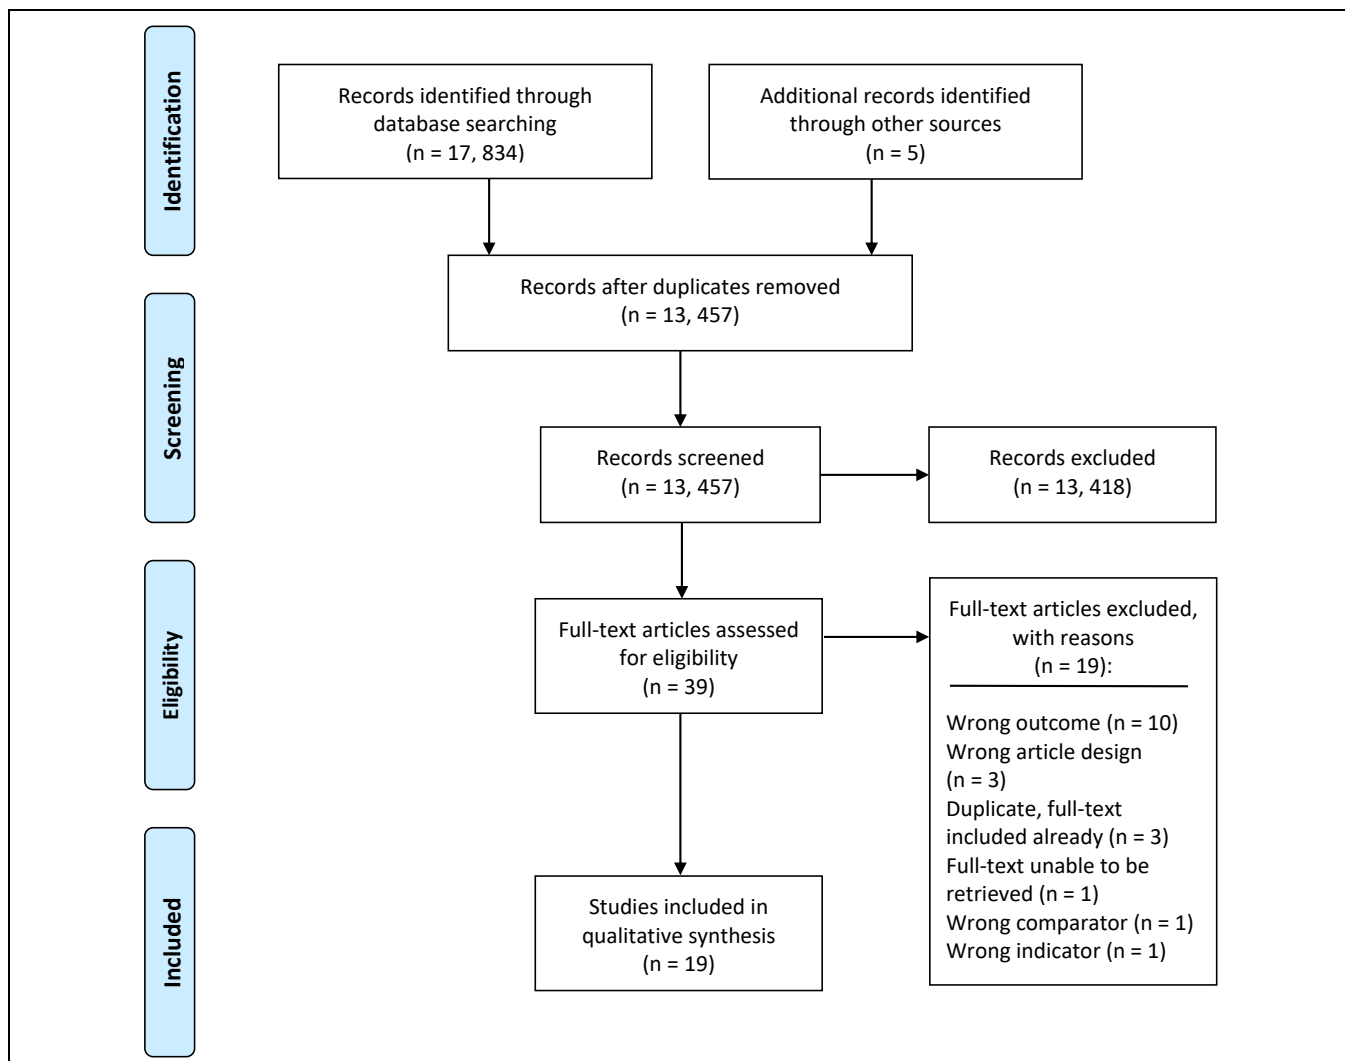 Identification
Records identified through
database searching
(n = 17, 834)
Additional records identified
through other sources
(n = 5)
Records after duplicates removed
(n = 13, 457)
Screening
Records screened
(n = 13, 457)
Records excluded
(n = 13, 418)
Eligibility
Full-text articles assessed
for eligibility
(n = 39)
Full-text articles excluded,
with reasons
(n = 19):
Wrong outcome (n = 10)
Wrong article design
(n = 3)
Duplicate, full-text
included already (n = 3)
Full-text unable to be
retrieved (n = 1)
Wrong comparator (n = 1)
Wrong indicator (n = 1)
Included
Studies included in
qualitative synthesis
(n = 19)